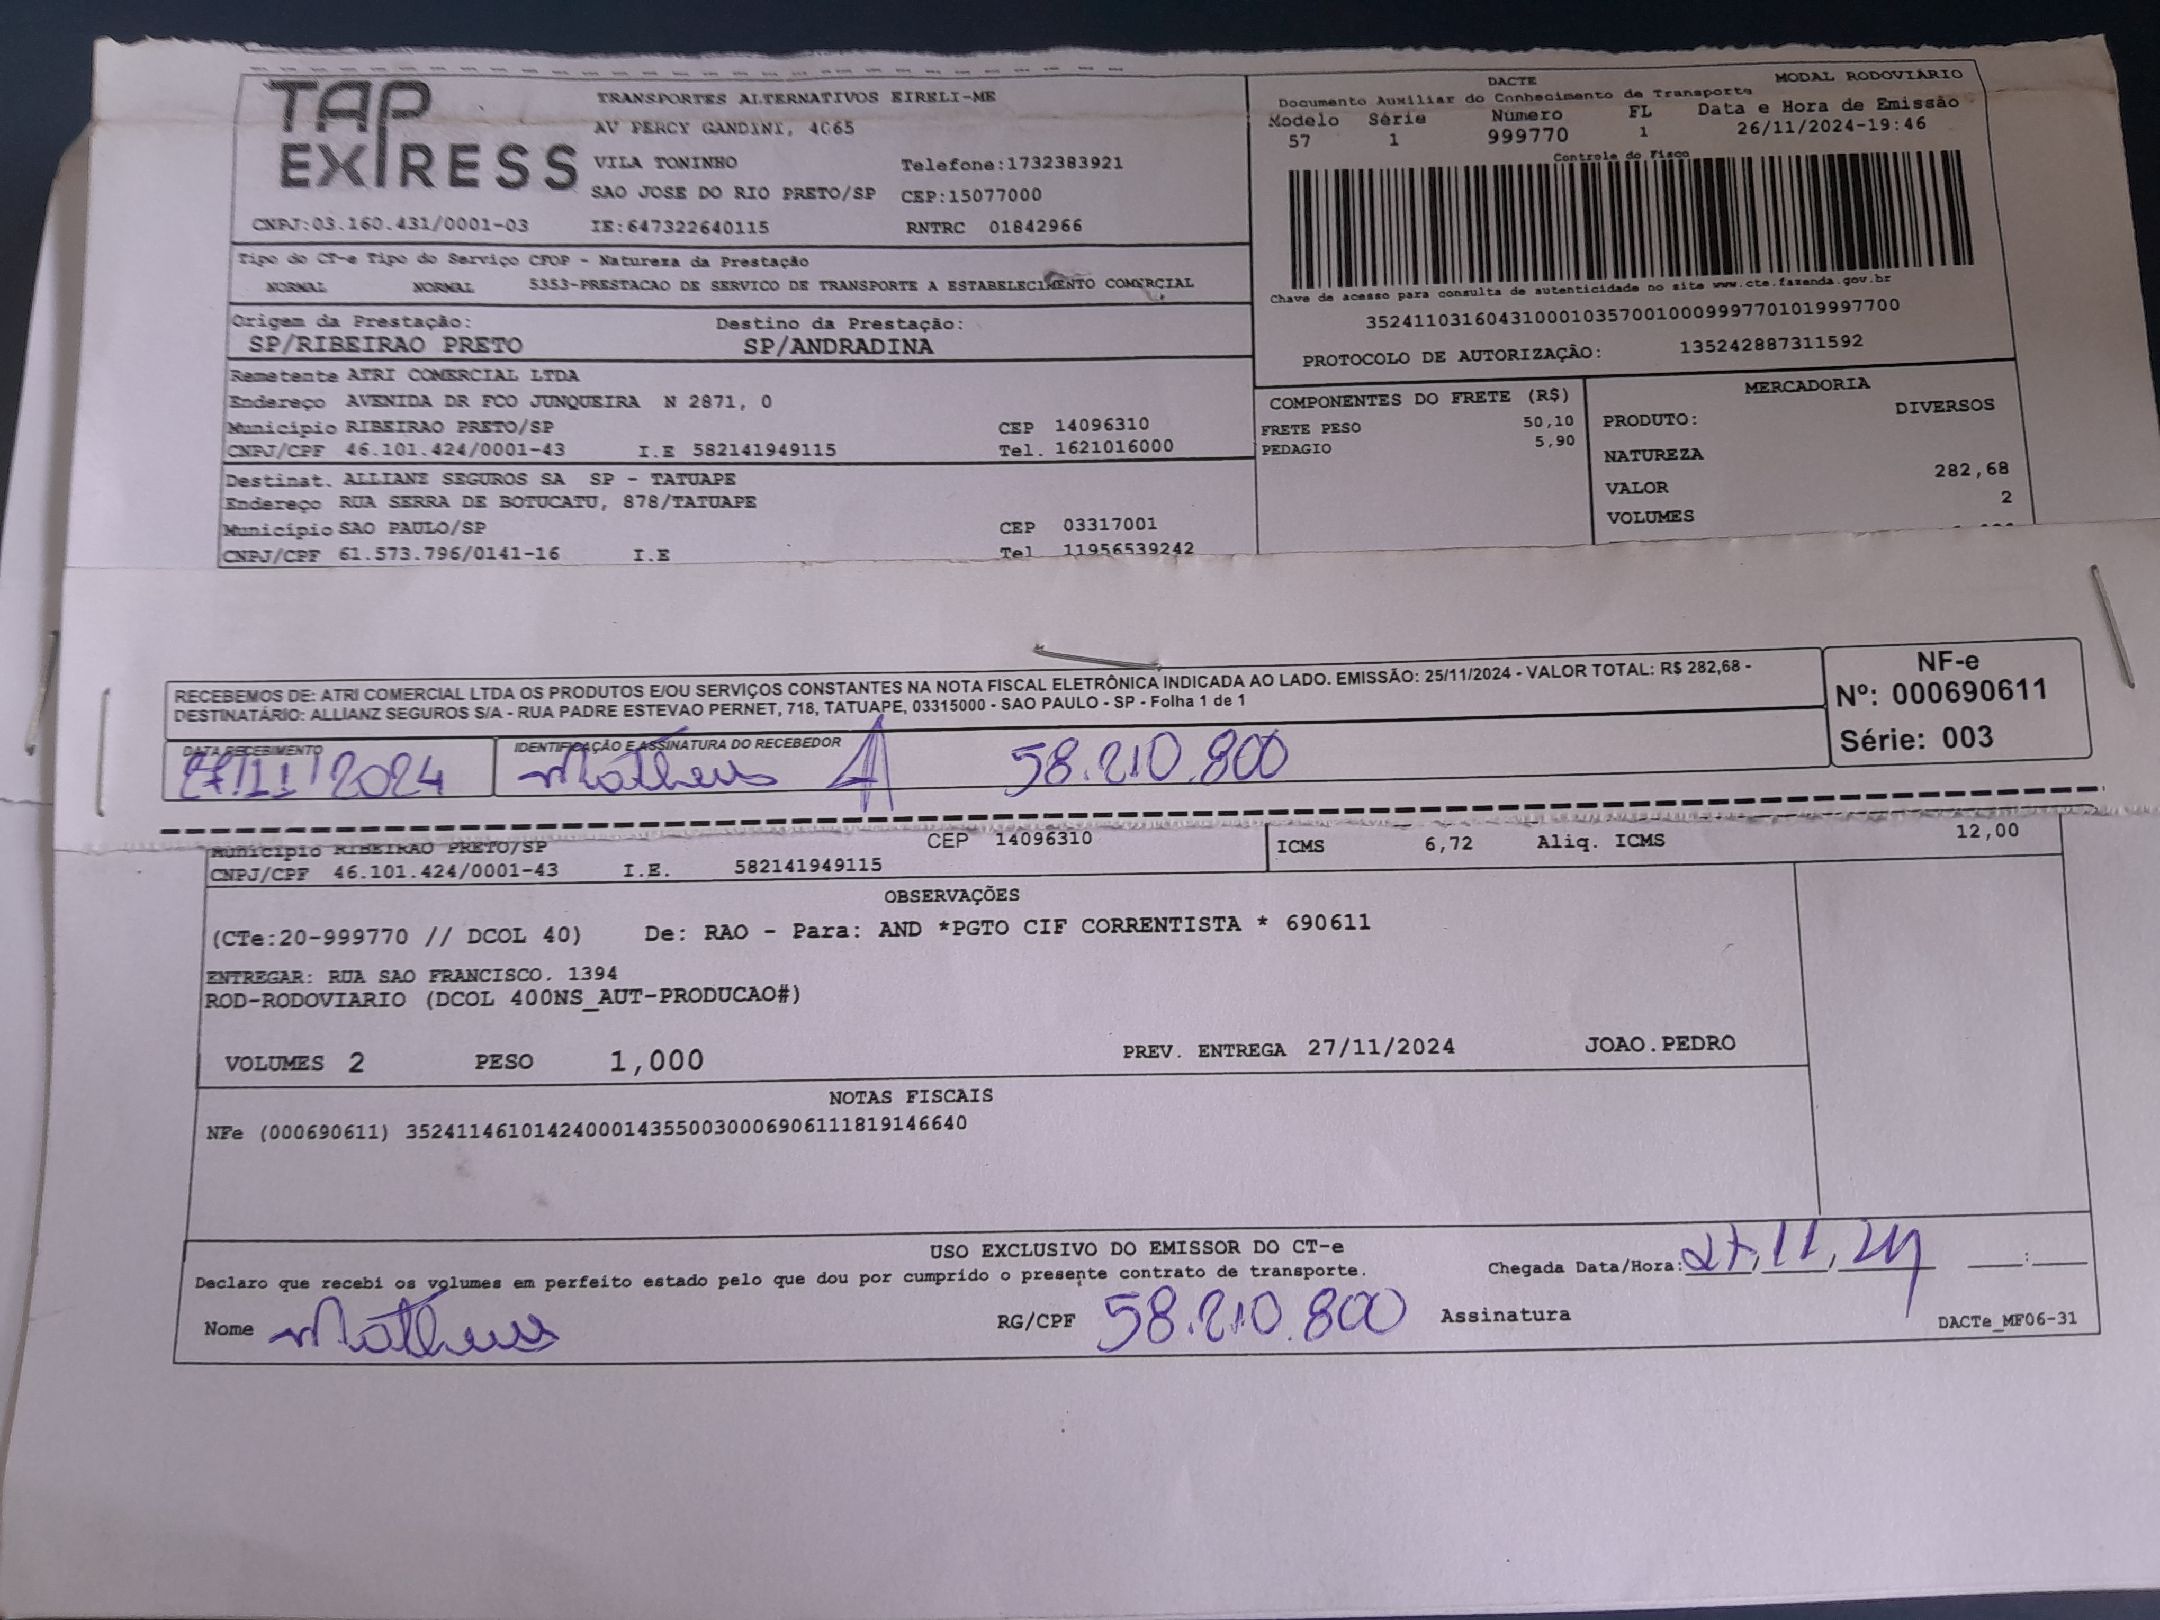 TAP EXPRESS
TRANSPORTES ALTERNATIVOS EIRELI-ME
AV PERCY GANDINI, 4065
VILA TONINHO Telefone:1732383921
SAO JOSE DO RIO PRETO/SP CEP:15077000
CNPJ:03.160.431/0001-03 IE:647322640115 RNTRC 01842966
DACTE MODAL RODOVIÁRIO
Documento Auxiliar do Conhecimento de Transporte
Modelo Série Número FL Data e Hora de Emissão
57 1 999770 1 26/11/2024-19:46
Controle do Fisco
Chave de acesso para consulta de autenticidade no site www.cte.fazenda.gov.br
35241103160431000103570010009997701019997700
PROTOCOLO DE AUTORIZAÇÃO: 135242887311592
Tipo do CT-e Tipo do Serviço CFOP - Natureza da Prestação
NORMAL NORMAL 5353-PRESTACAO DE SERVICO DE TRANSPORTE A ESTABELECIMENTO COMERCIAL
Origem da Prestação: Destino da Prestação:
SP/RIBEIRAO PRETO SP/ANDRADINA
Remetente ATRI COMERCIAL LTDA
Endereço AVENIDA DR FCO JUNQUEIRA N 2871, 0
Município RIBEIRAO PRETO/SP CEP 14096310
CNPJ/CPF 46.101.424/0001-43 I.E 582141949115 Tel. 1621016000
Destinat. ALLIANZ SEGUROS SA SP - TATUAPE
Endereço RUA SERRA DE BOTUCATU, 878/TATUAPE
Município SAO PAULO/SP CEP 03317001
CNPJ/CPF 61.573.796/0141-16 I.E Tel 11956539242
COMPONENTES DO FRETE (R$)
FRETE PESO 50,10
PEDAGIO 5,90
MERCADORIA
PRODUTO: DIVERSOS
NATUREZA
VALOR 282,68
VOLUMES 2
RECEBEMOS DE: ATRI COMERCIAL LTDA OS PRODUTOS E/OU SERVIÇOS CONSTANTES NA NOTA FISCAL ELETRÔNICA INDICADA AO LADO. EMISSÃO: 25/11/2024 - VALOR TOTAL: R$ 282,68 -
DESTINATÁRIO: ALLIANZ SEGUROS S/A - RUA PADRE ESTEVAO PERNET, 718, TATUAPE, 03315000 - SAO PAULO - SP - Folha 1 de 1
NF-e
Nº: 000690611
Série: 003
DATA RECEBIMENTO IDENTIFICAÇÃO E ASSINATURA DO RECEBEDOR
27/11/2024 Matheus A 58.210.800
Município RIBEIRAO PRETO/SP CEP 14096310
CNPJ/CPF 46.101.424/0001-43 I.E. 582141949115
ICMS 6,72 Aliq. ICMS 12,00
OBSERVAÇÕES
(CTe:20-999770 // DCOL 40) De: RAO - Para: AND *PGTO CIF CORRENTISTA * 690611
ENTREGAR: RUA SAO FRANCISCO. 1394
ROD-RODOVIARIO (DCOL 400NS_AUT-PRODUCAO#)
VOLUMES 2 PESO 1,000 PREV. ENTREGA 27/11/2024 JOAO.PEDRO
NOTAS FISCAIS
NFe (000690611) 35241146101424000143550030006906111819146640
USO EXCLUSIVO DO EMISSOR DO CT-e
Declaro que recebi os volumes em perfeito estado pelo que dou por cumprido o presente contrato de transporte. Chegada Data/Hora: 27,11,24 :
Nome Matheus RG/CPF 58.210.800 Assinatura
DACTe_MF06-31